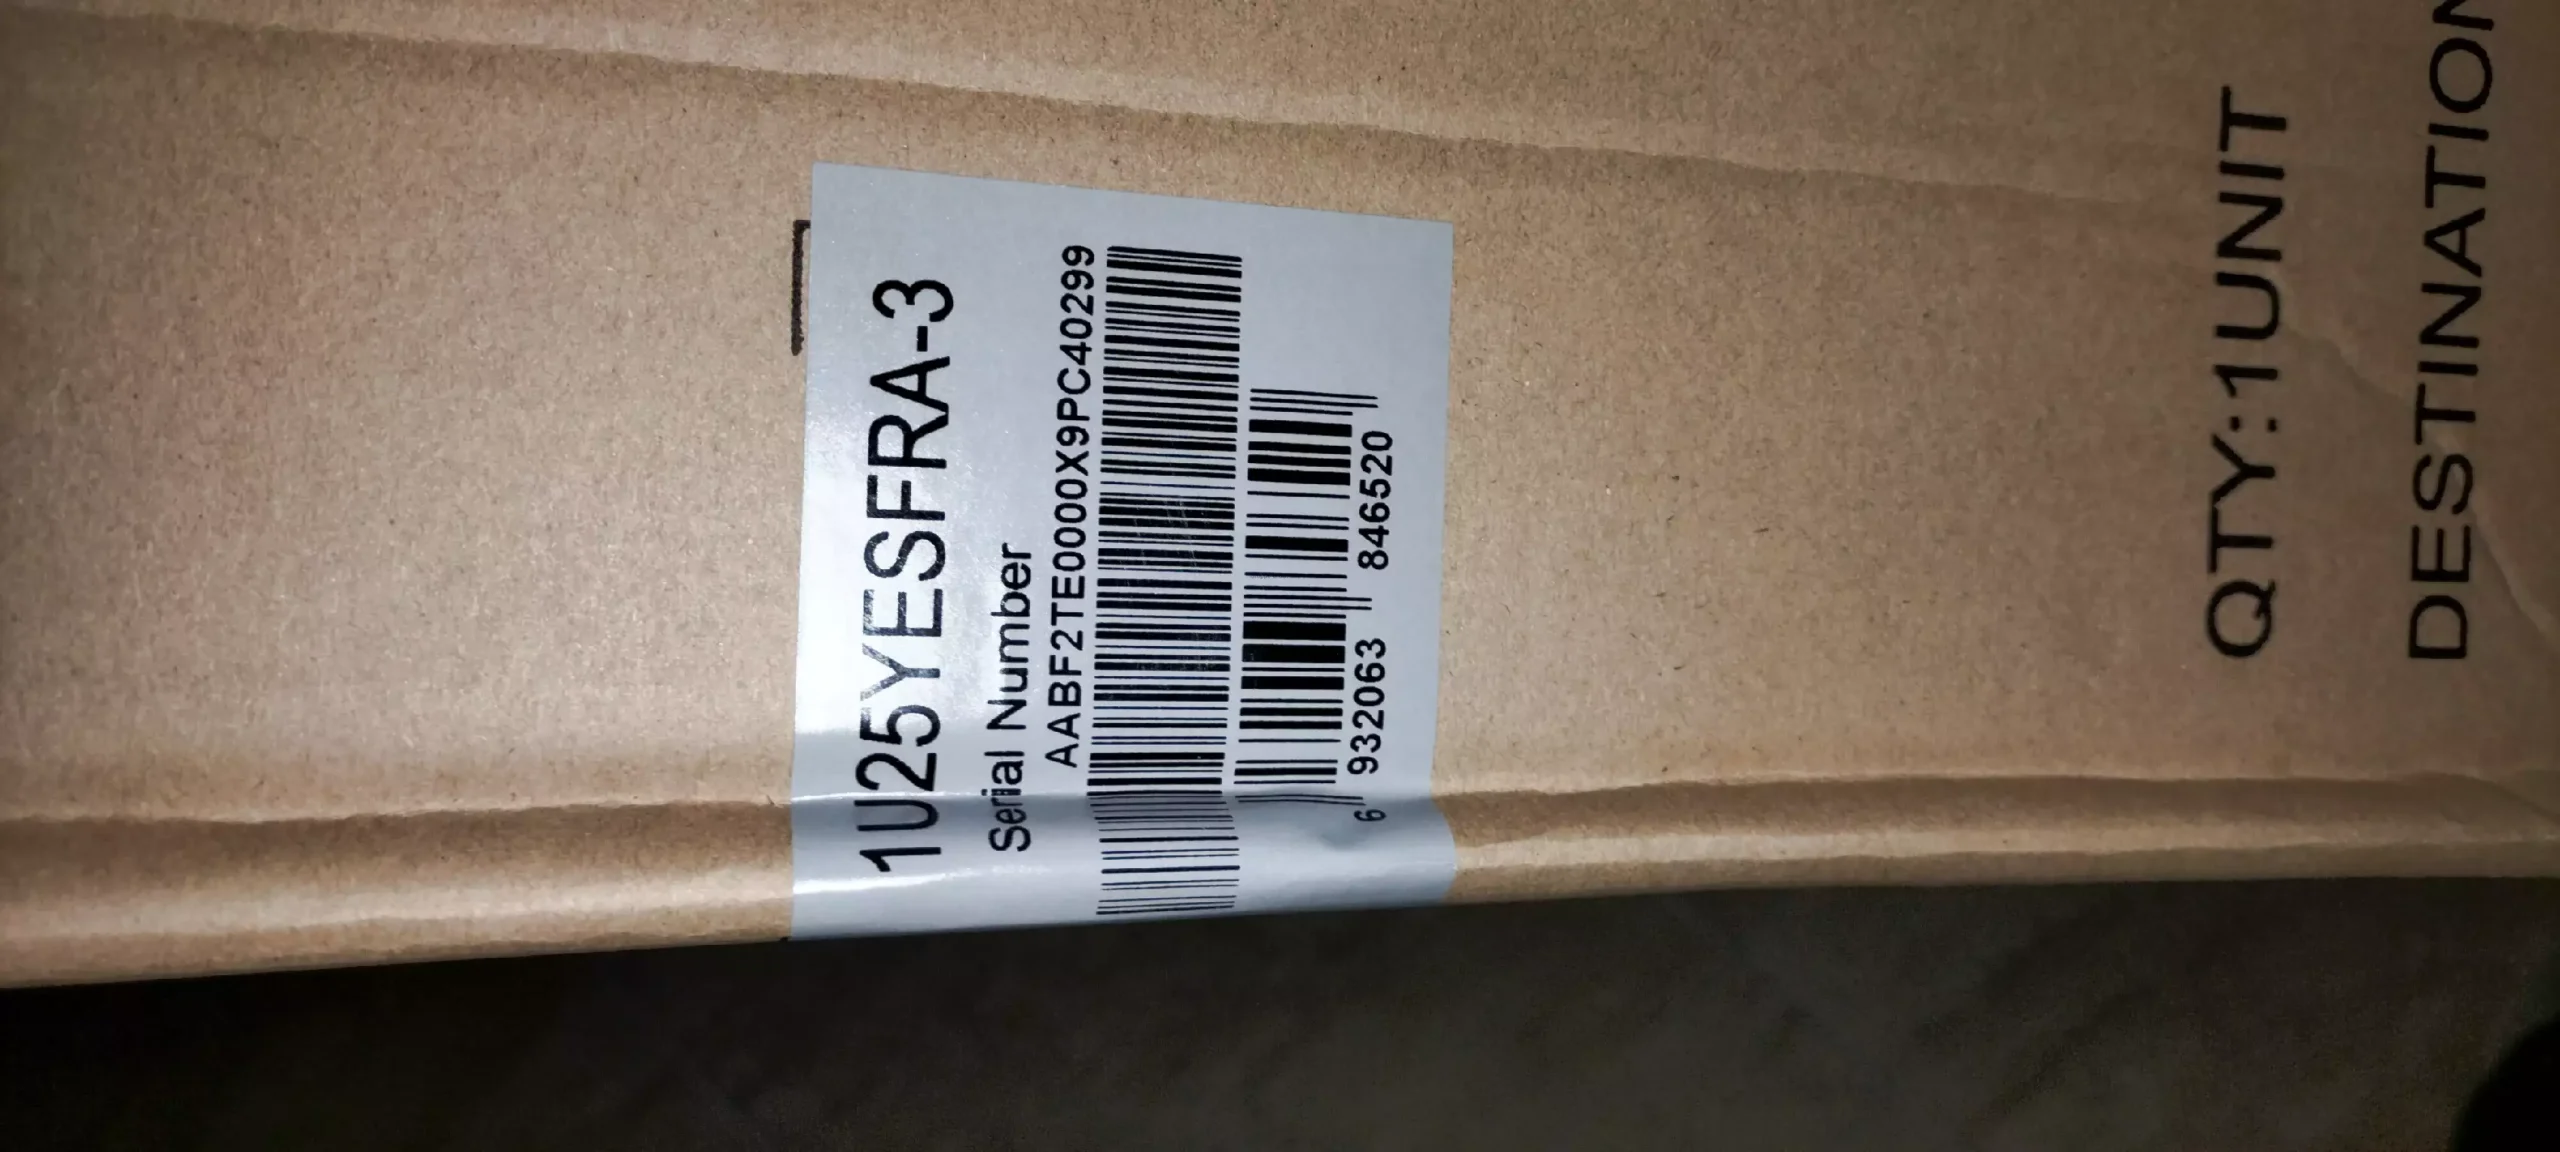 1U25YESFRA-3
Serial Number
AABF2TE0000X9PC40299
6 932063 846520
QTY:1UNIT
DESTINATION